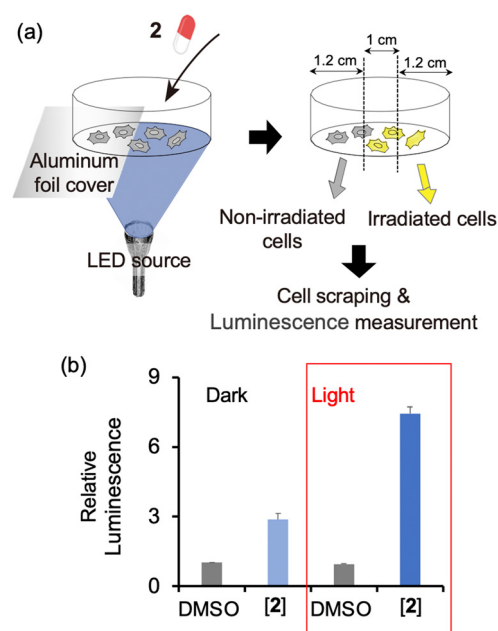 (a)
2
1 cm
1.2 cm
1.2 cm
Aluminum
foil cover
LED source
Non-irradiated
cells
Irradiated cells
Cell scraping &
Luminescence measurement
(b)
Relative
Luminescence
9
6
3
0
Dark
Light
DMSO
[2]
DMSO
[2]